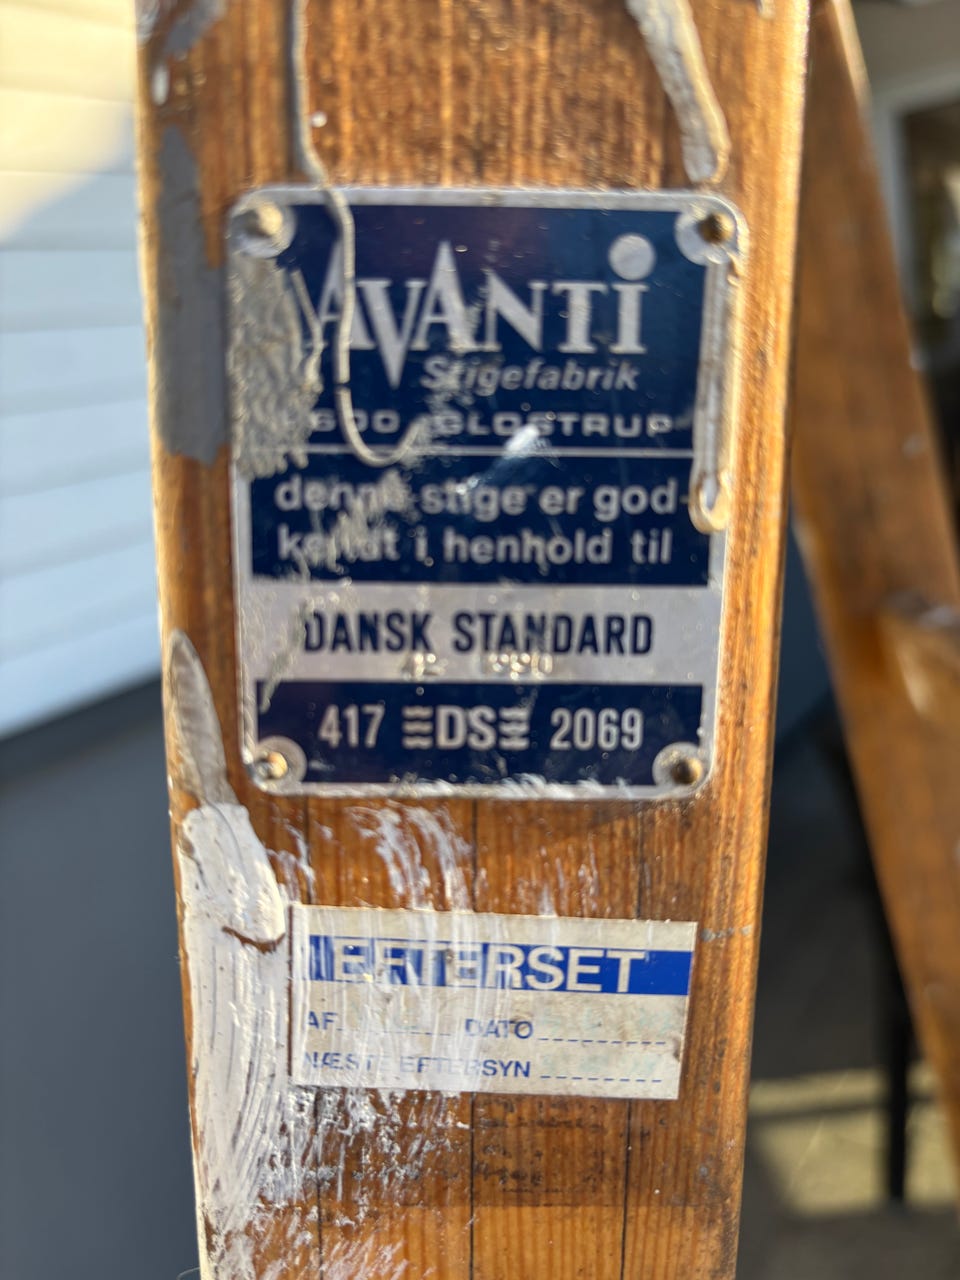 AVANTi
Stigefabrik
2600 GLOSTRUP
denne stige er god-
kendt i henhold til
DANSK STANDARD
417 DS 2069
EFTERSET
AF DATO
NÆSTE EFTERSYN